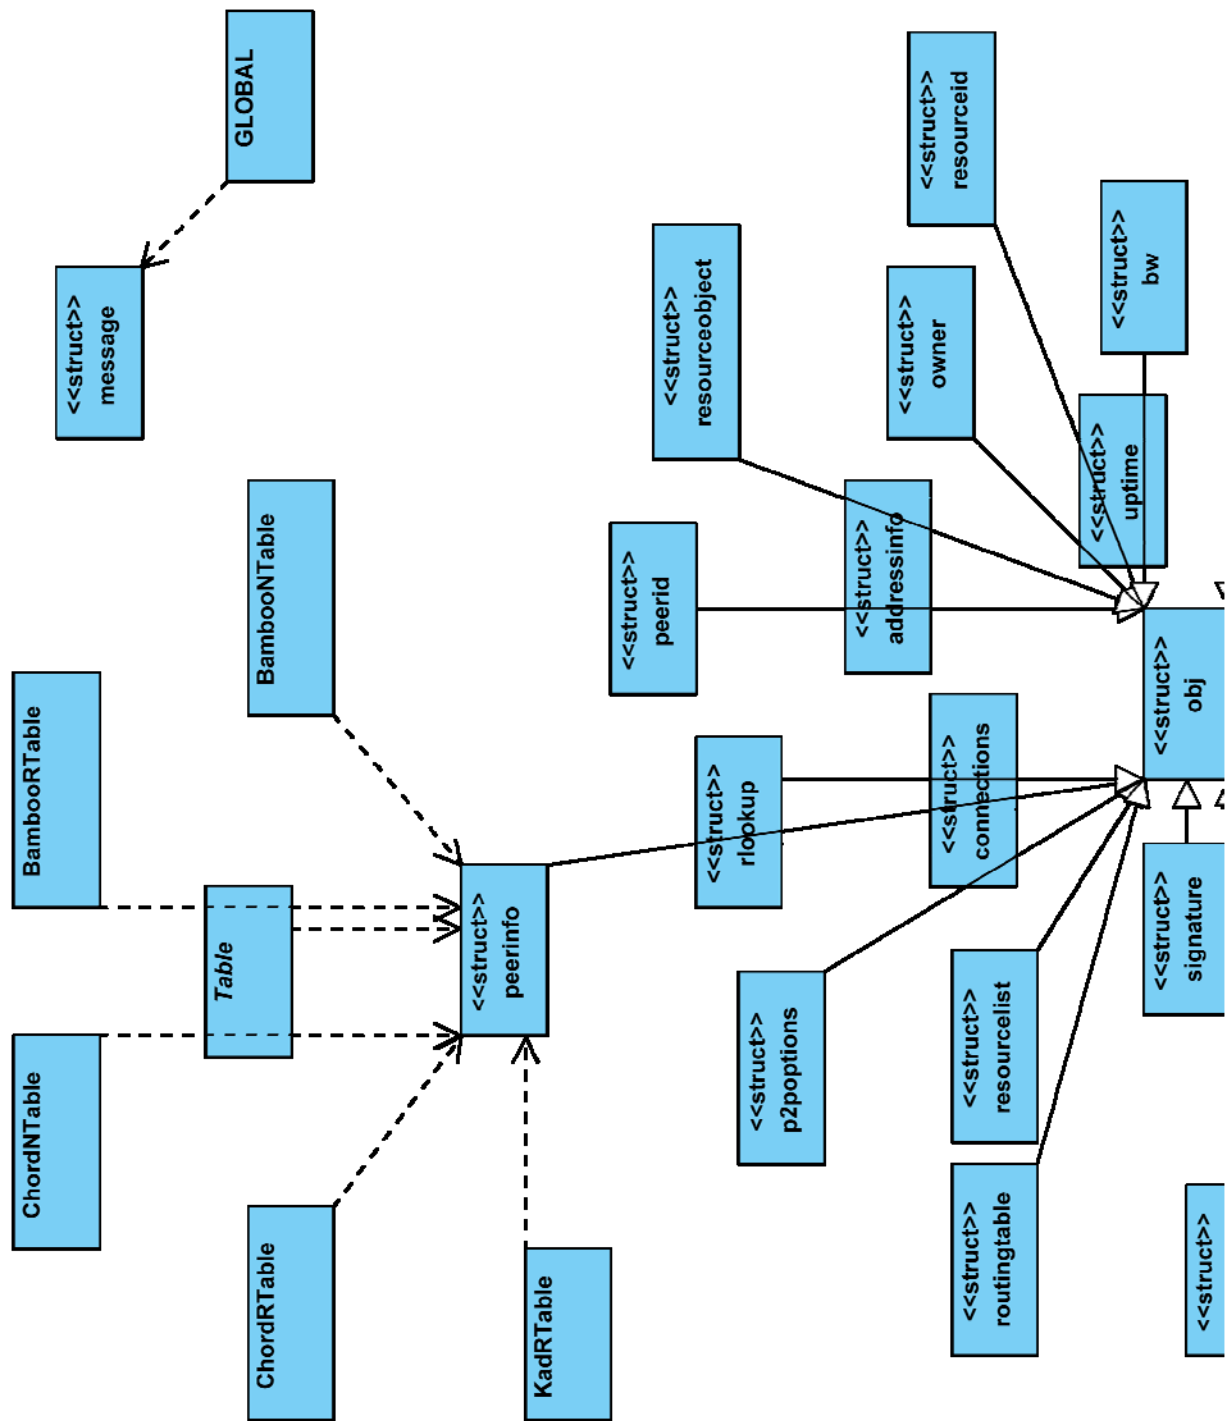 GLOBAL
<<struct>>
message
<<struct>>
resourceid
<<struct>>
resourceobject
<<struct>>
owner
<<struct>>
bw
<<struct>>
uptime
<<struct>>
addressinfo
<<struct>>
peerid
BambooNTable
BambooRTable
Table
ChordNTable
ChordRTable
KadRTable
<<struct>>
peerinfo
<<struct>>
rlookup
<<struct>>
connections
<<struct>>
obj
<<struct>>
signature
<<struct>>
p2poptions
<<struct>>
resourcelist
<<struct>>
routingtable
<<struct>>